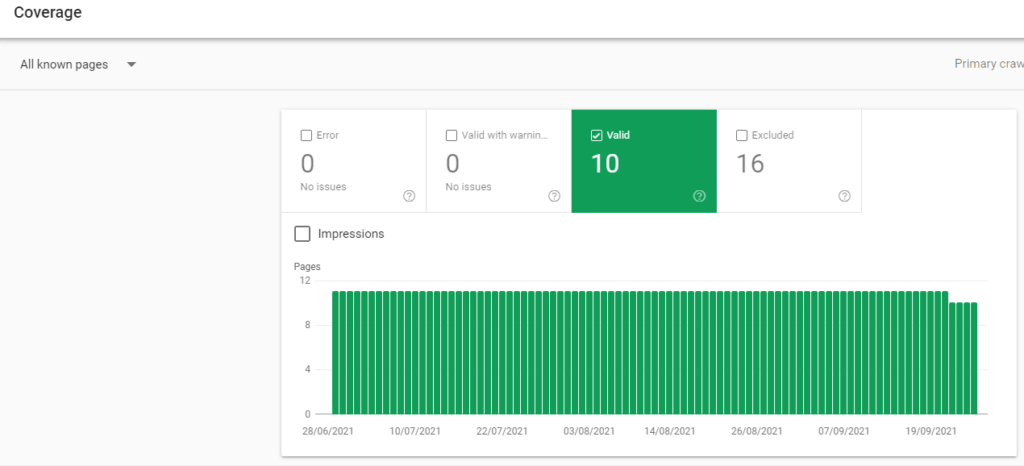 Coverage
All known pages
Primary craw
Error
0
No issues
Valid with warnin...
0
No issues
Valid
10
Excluded
16
Impressions
Pages
12
8
4
0
28/06/2021 10/07/2021 22/07/2021 03/08/2021 14/08/2021 26/08/2021 07/09/2021 19/09/2021